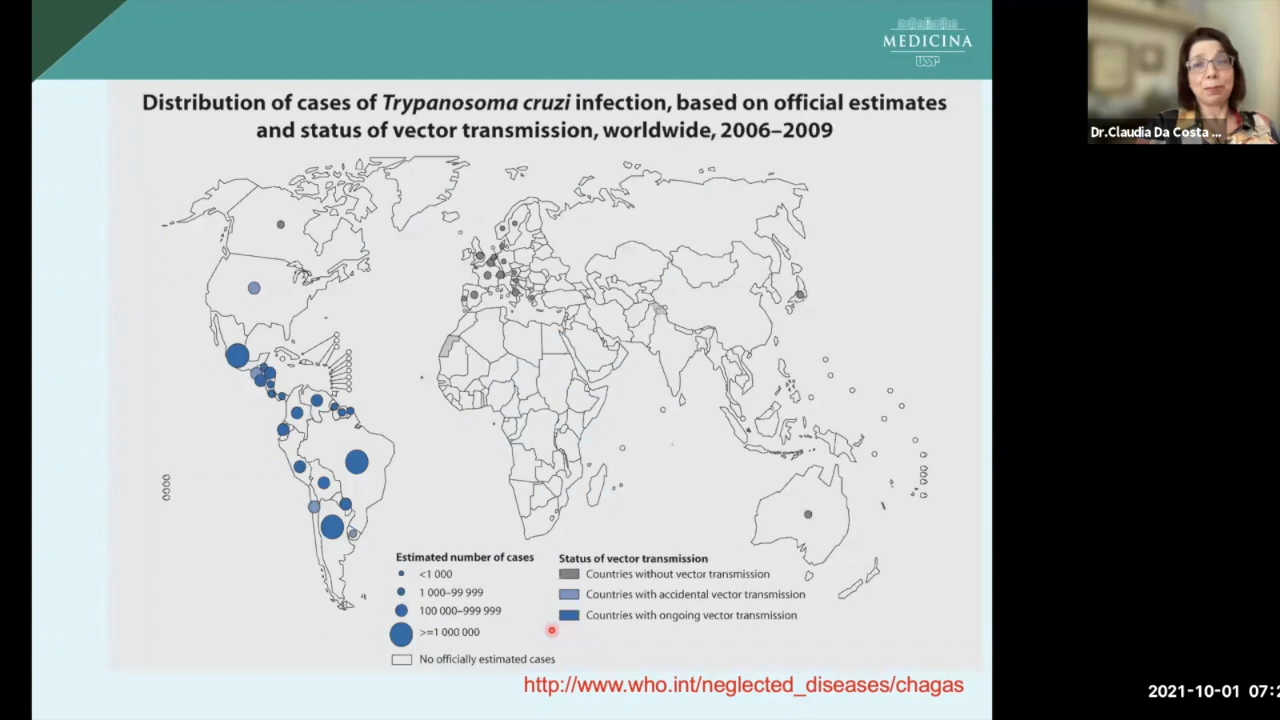 MEDICINA
USP
Distribution of cases of Trypanosoma cruzi infection, based on official estimates
and status of vector transmission, worldwide, 2006–2009
Dr.Claudia Da Costa ...
Estimated number of cases
<1 000
1 000–99 999
100 000–999 999
>=1 000 000
No officially estimated cases
Status of vector transmission
Countries without vector transmission
Countries with accidental vector transmission
Countries with ongoing vector transmission
http://www.who.int/neglected_diseases/chagas
2021-10-01 07:2